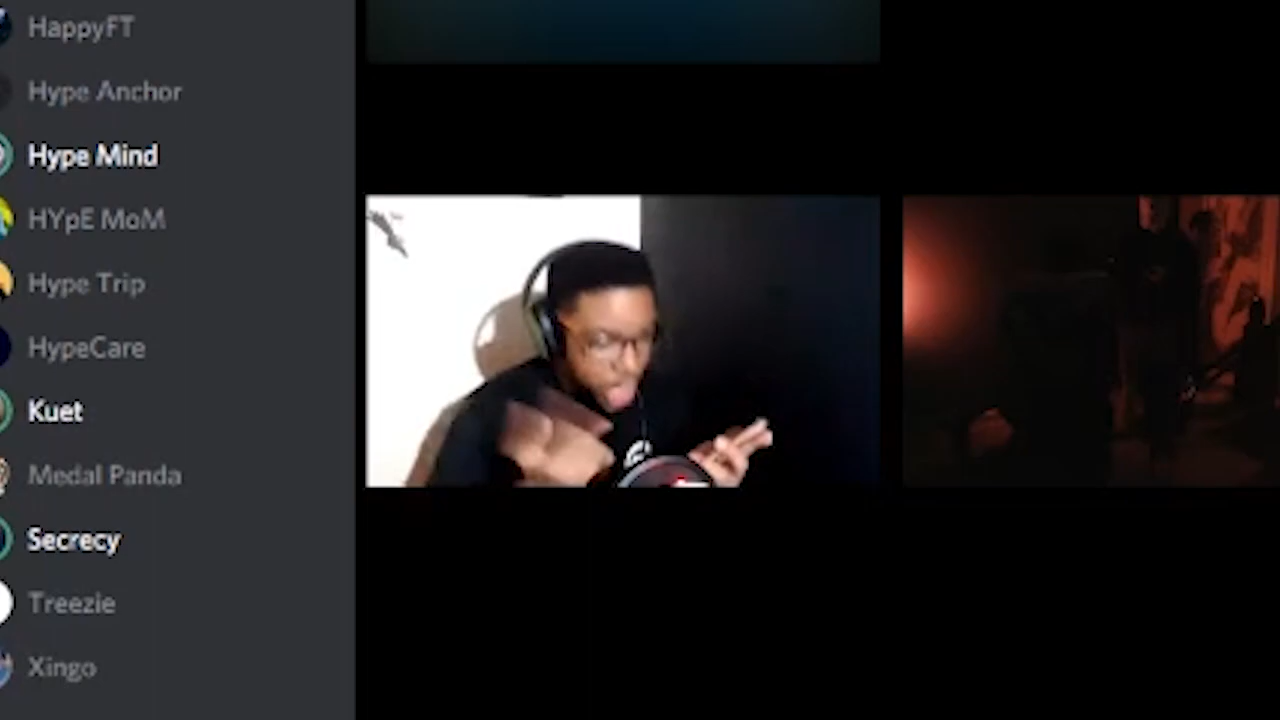 HappyFT
Hype Anchor
Hype Mind
HYpE MoM
Hype Trip
HypeCare
Kuet
Medal Panda
Secrecy
Treezie
Xingo